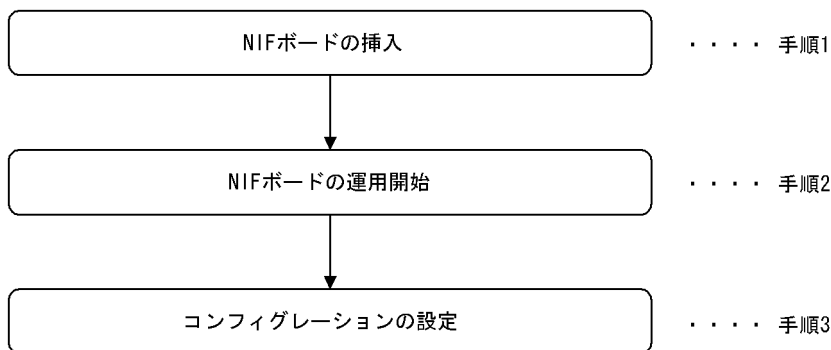 NIFボードの挿入 ・・・・ 手順1
NIFボードの運用開始 ・・・・ 手順2
コンフィグレーションの設定 ・・・・ 手順3